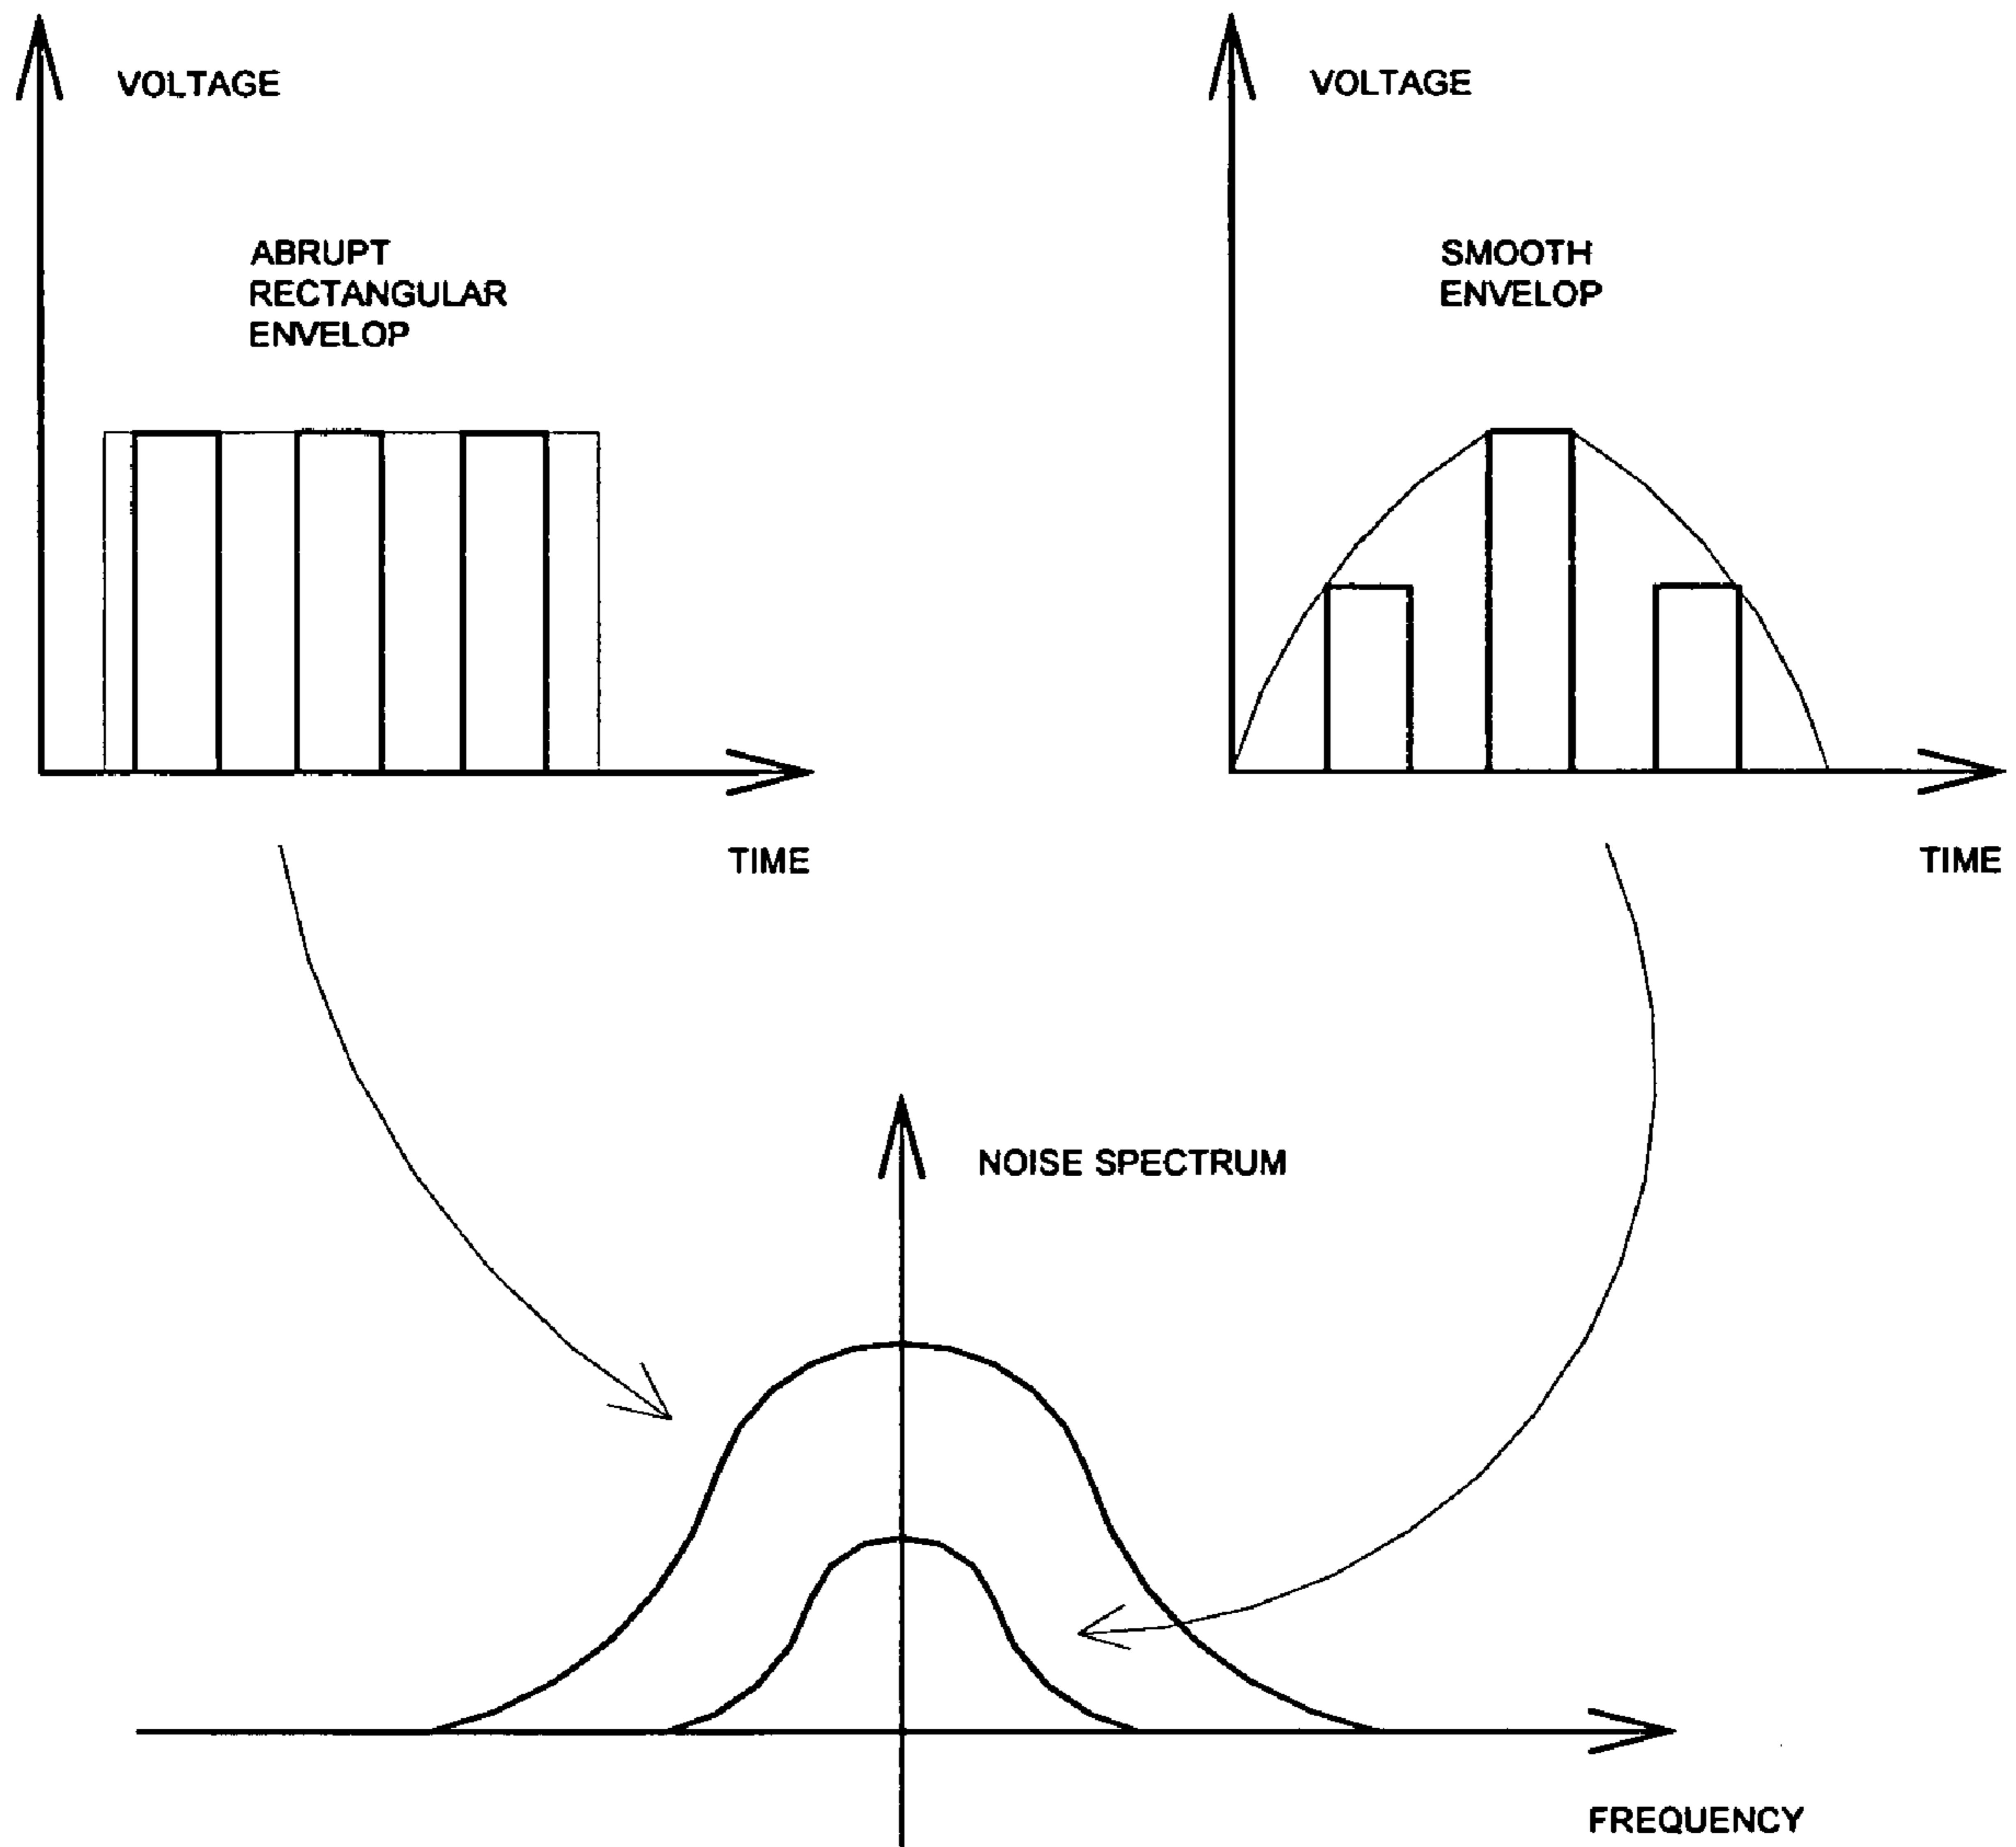 VOLTAGE
ABRUPT
RECTANGULAR
ENVELOP
TIME
VOLTAGE
SMOOTH
ENVELOP
TIME
NOISE SPECTRUM
FREQUENCY